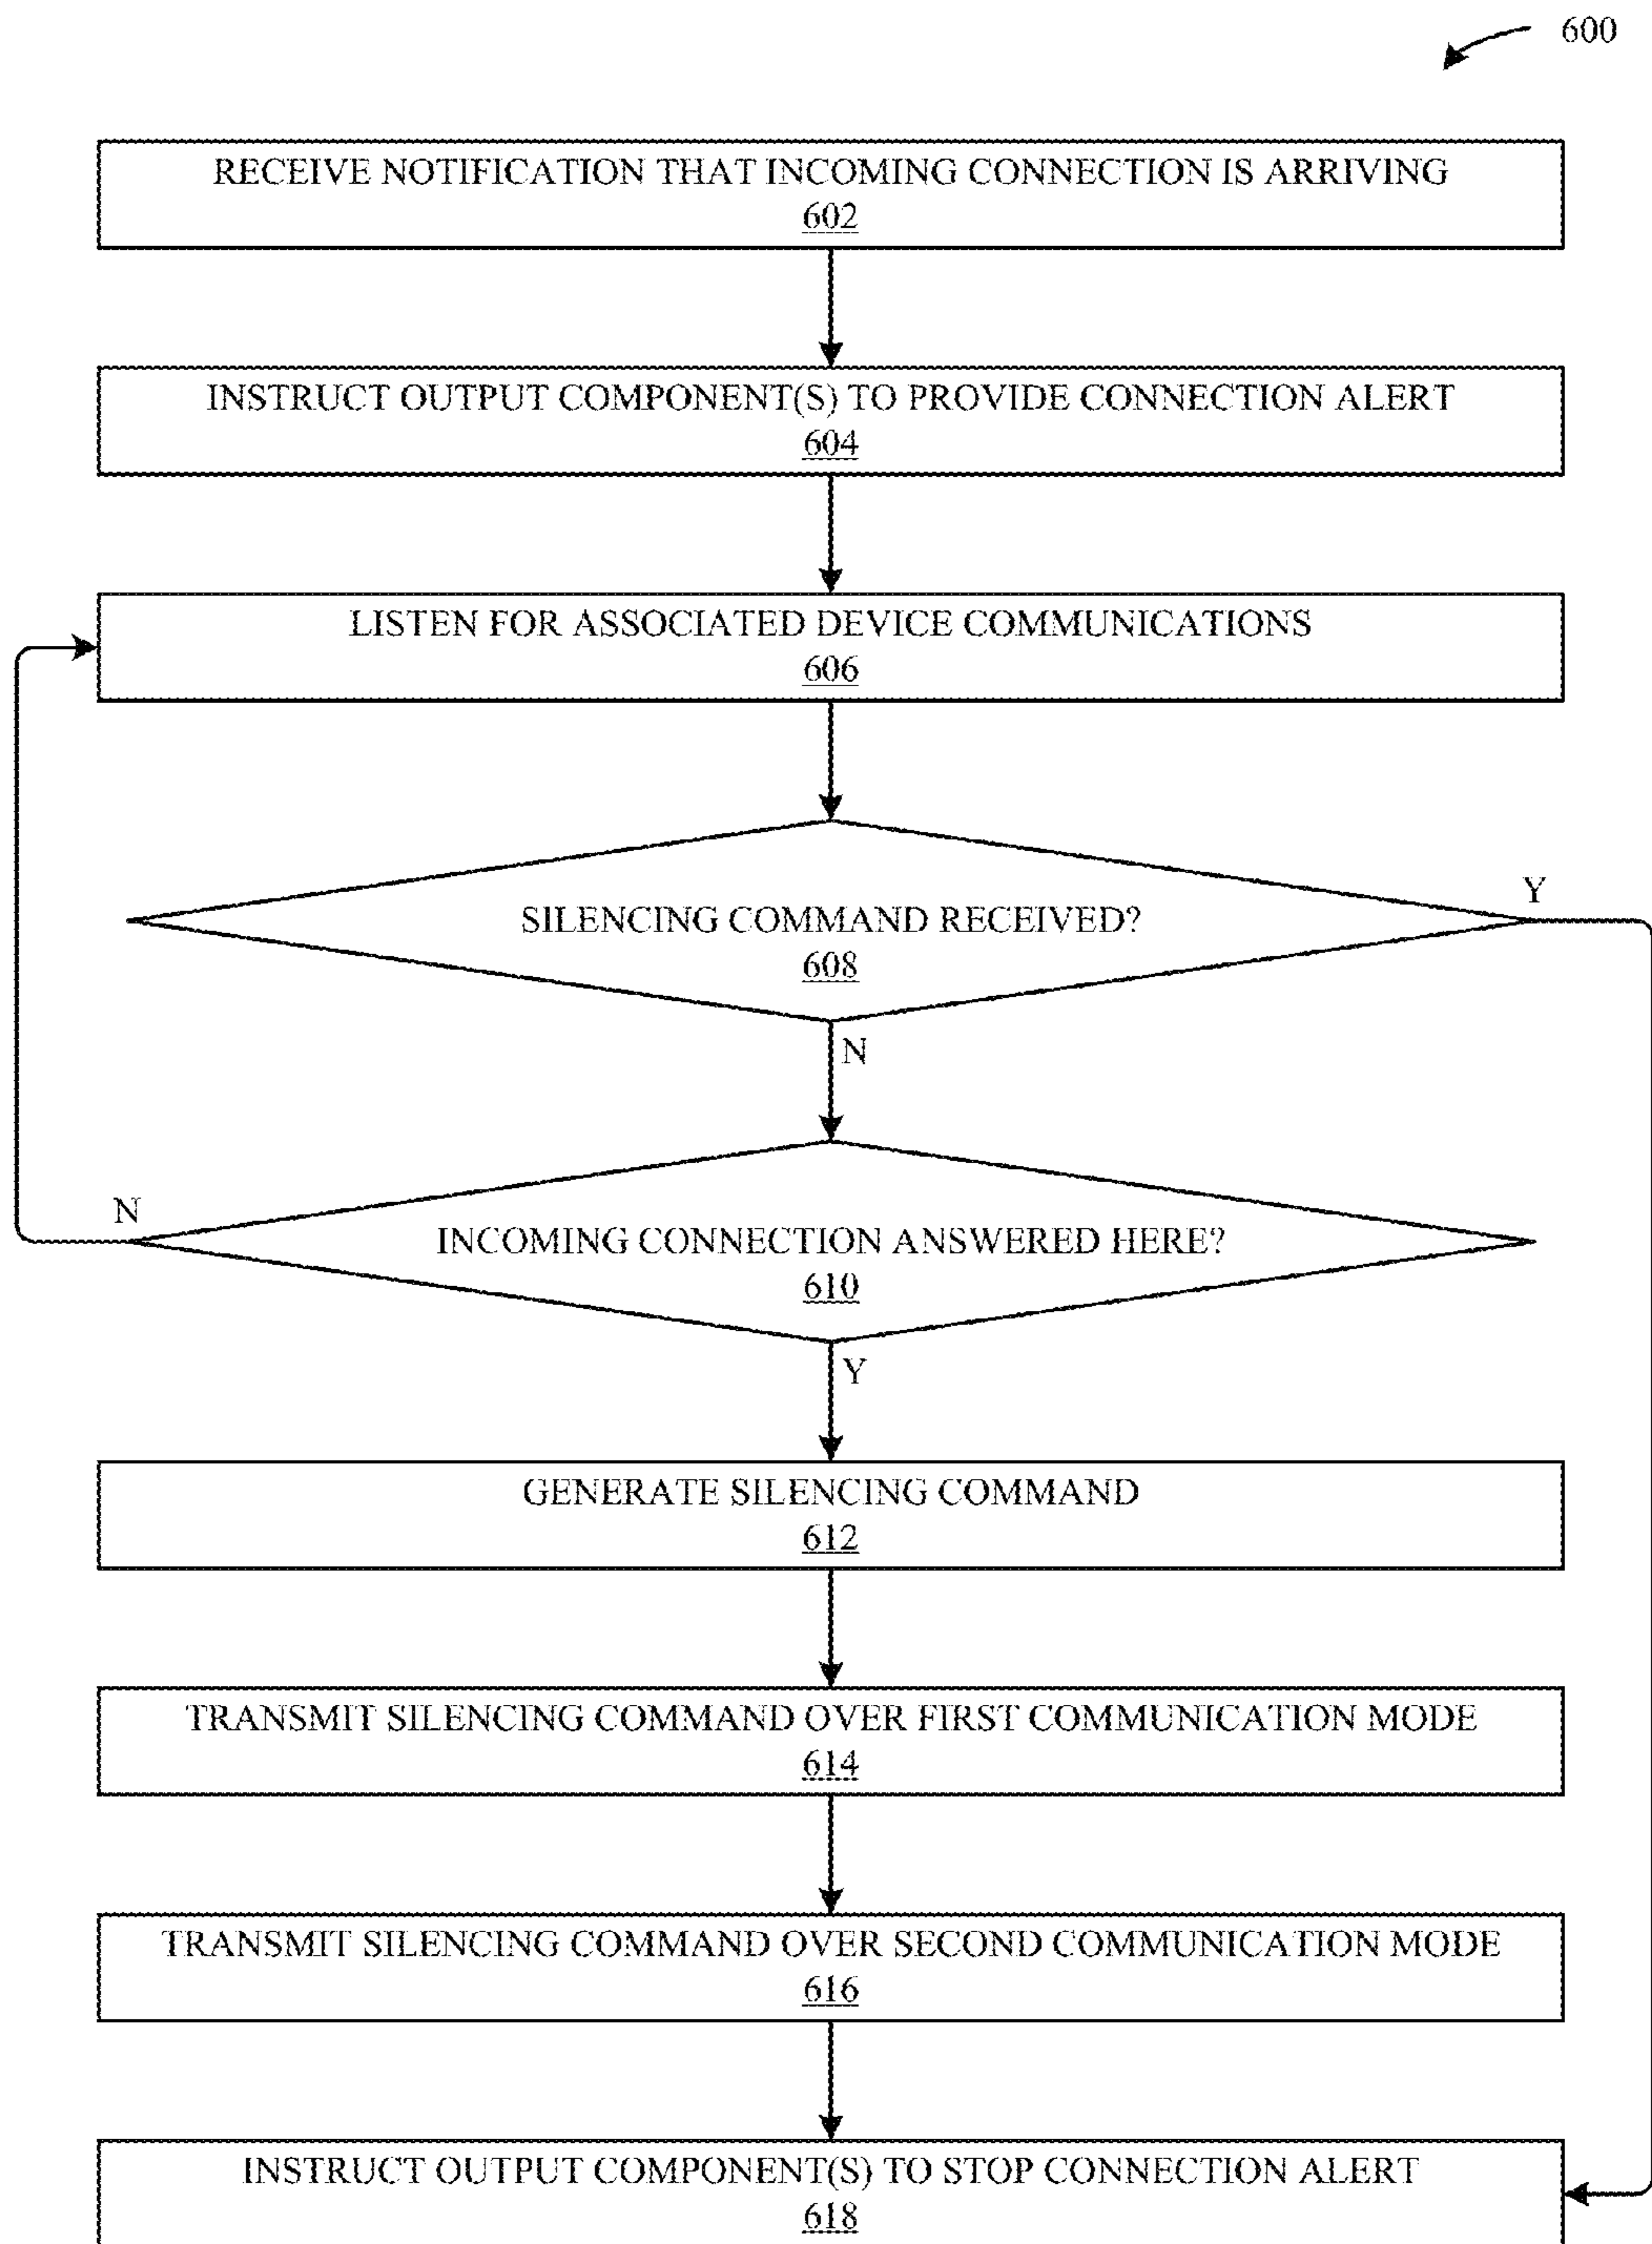 600
RECEIVE NOTIFICATION THAT INCOMING CONNECTION IS ARRIVING
602
INSTRUCT OUTPUT COMPONENT(S) TO PROVIDE CONNECTION ALERT
604
LISTEN FOR ASSOCIATED DEVICE COMMUNICATIONS
606
Y
SILENCING COMMAND RECEIVED?
608
N
N
INCOMING CONNECTION ANSWERED HERE?
610
Y
GENERATE SILENCING COMMAND
612
TRANSMIT SILENCING COMMAND OVER FIRST COMMUNICATION MODE
614
TRANSMIT SILENCING COMMAND OVER SECOND COMMUNICATION MODE
616
INSTRUCT OUTPUT COMPONENT(S) TO STOP CONNECTION ALERT
618